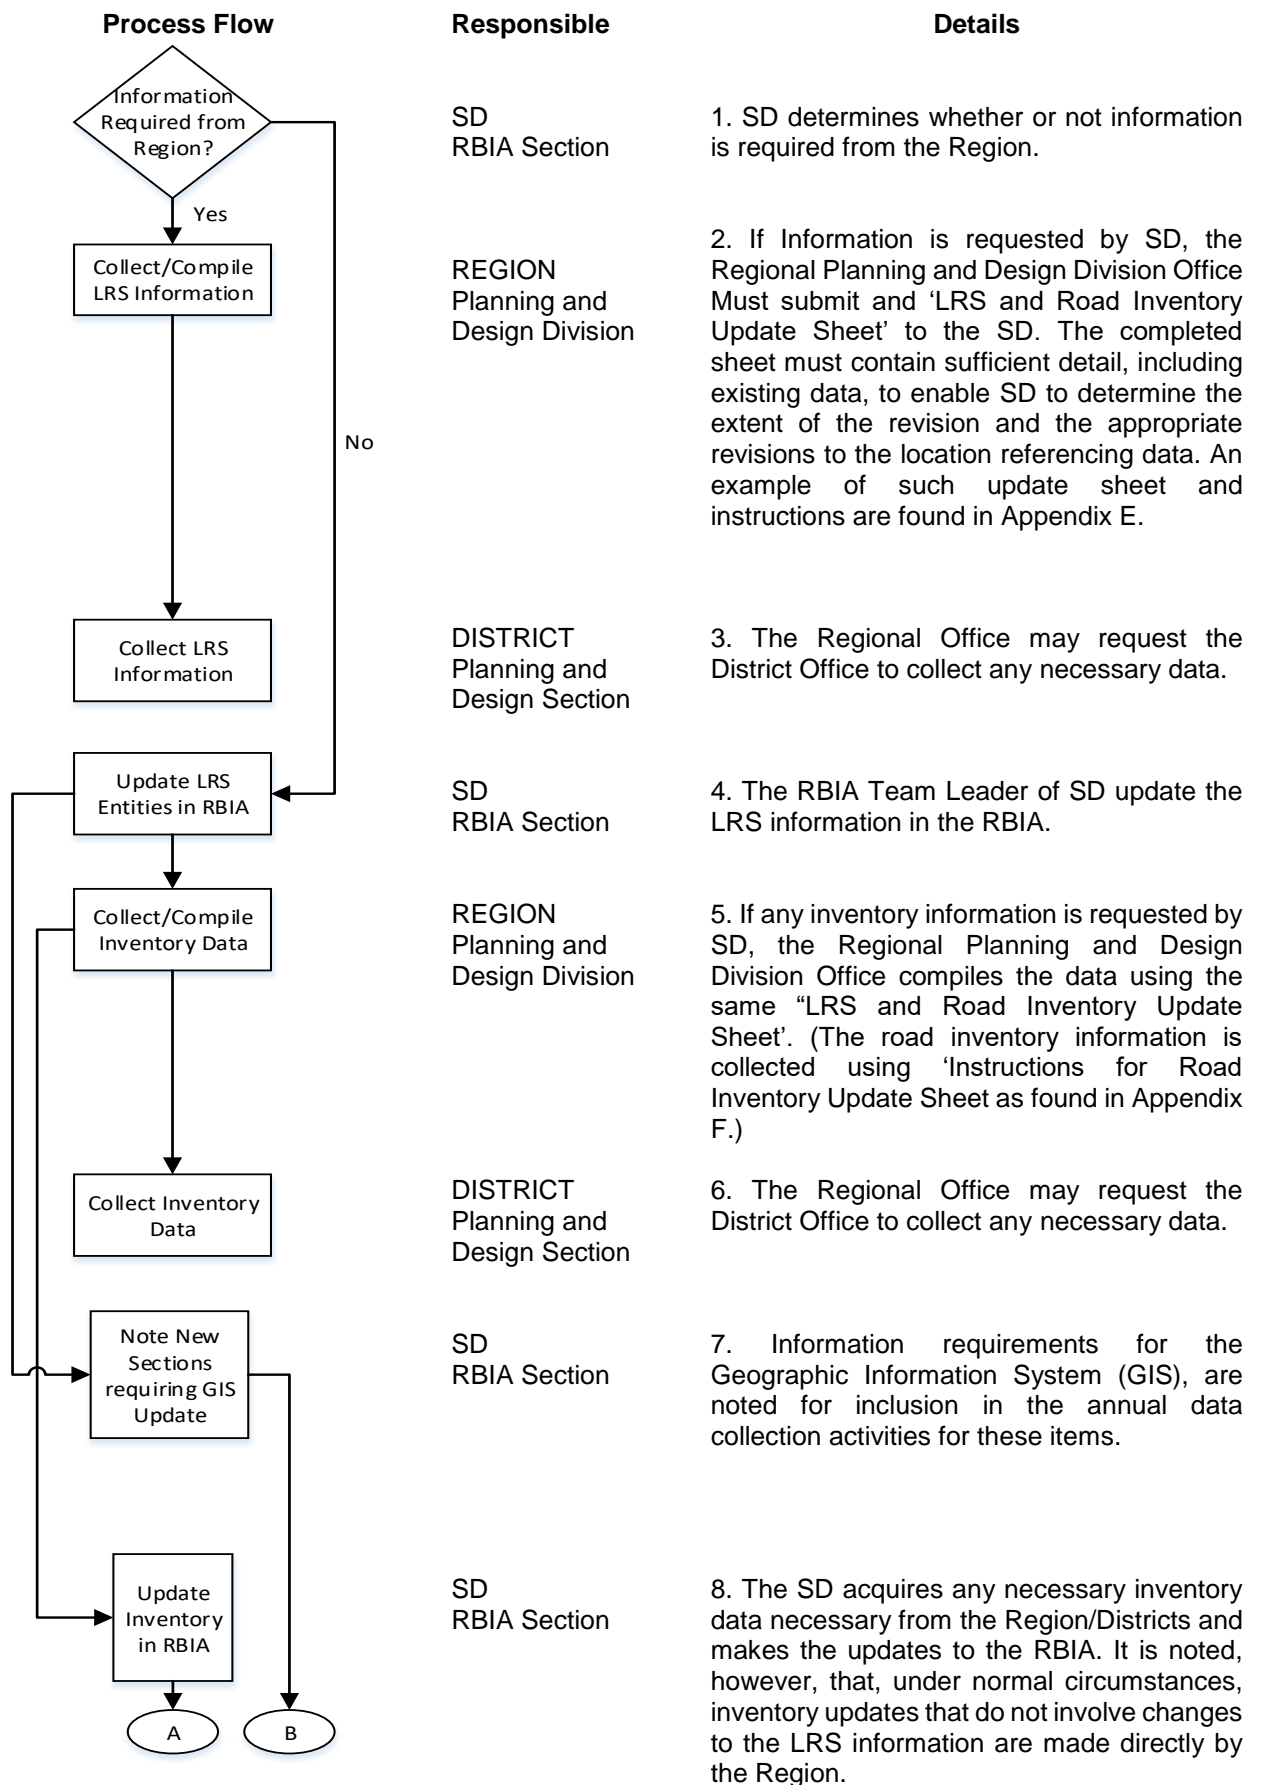 Process Flow
Responsible
Details
Information
Required from
Region?
SD
RBIA Section
1. SD determines whether or not information
is required from the Region.
Yes
No
Collect/Compile
LRS Information
REGION
Planning and
Design Division
2. If Information is requested by SD, the
Regional Planning and Design Division Office
Must submit and ‘LRS and Road Inventory
Update Sheet’ to the SD. The completed
sheet must contain sufficient detail, including
existing data, to enable SD to determine the
extent of the revision and the appropriate
revisions to the location referencing data. An
example of such update sheet and
instructions are found in Appendix E.
Collect LRS
Information
DISTRICT
Planning and
Design Section
3. The Regional Office may request the
District Office to collect any necessary data.
Update LRS
Entities in RBIA
SD
RBIA Section
4. The RBIA Team Leader of SD update the
LRS information in the RBIA.
Collect/Compile
Inventory Data
REGION
Planning and
Design Division
5. If any inventory information is requested by
SD, the Regional Planning and Design
Division Office compiles the data using the
same “LRS and Road Inventory Update
Sheet’. (The road inventory information is
collected using ‘Instructions for Road
Inventory Update Sheet as found in Appendix
F.)
Collect Inventory
Data
DISTRICT
Planning and
Design Section
6. The Regional Office may request the
District Office to collect any necessary data.
Note New
Sections
requiring GIS
Update
SD
RBIA Section
7. Information requirements for the
Geographic Information System (GIS), are
noted for inclusion in the annual data
collection activities for these items.
Update
Inventory
in RBIA
SD
RBIA Section
8. The SD acquires any necessary inventory
data necessary from the Region/Districts and
makes the updates to the RBIA. It is noted,
however, that, under normal circumstances,
inventory updates that do not involve changes
to the LRS information are made directly by
the Region.
A
B